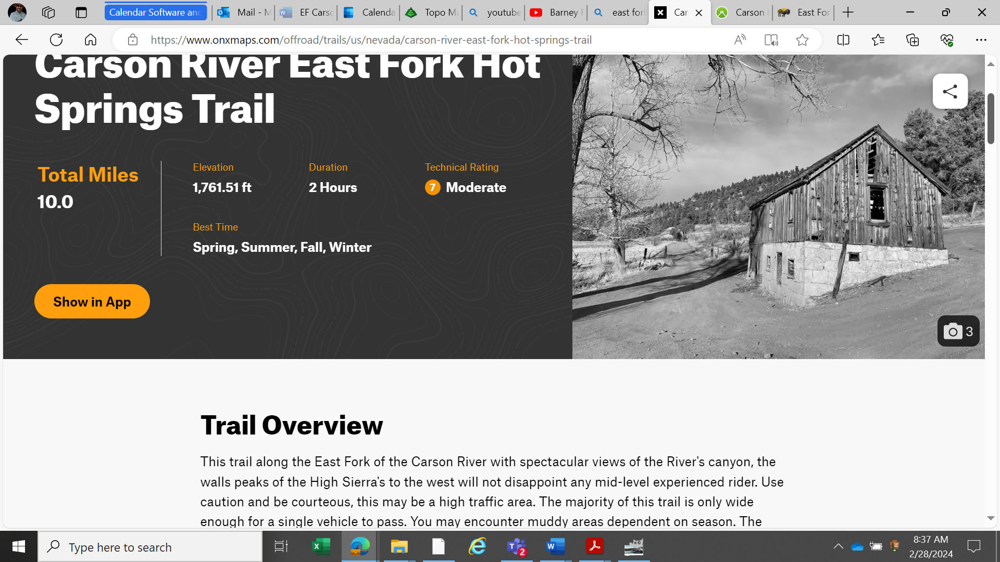 Calendar Software and
Mail - M
EF Carso
Calenda
Topo Ma
youtube
Barney F
east for
Car
Carson
East For
https://www.onxmaps.com/offroad/trails/us/nevada/carson-river-east-fork-hot-springs-trail
Carson River East Fork Hot
Springs Trail
Total Miles
10.0
Elevation
1,761.51 ft
Duration
2 Hours
Technical Rating
7 Moderate
Best Time
Spring, Summer, Fall, Winter
Show in App
3
Trail Overview
This trail along the East Fork of the Carson River with spectacular views of the River's canyon, the
walls peaks of the High Sierra's to the west will not disappoint any mid-level experienced rider. Use
caution and be courteous, this may be a high traffic area. The majority of this trail is only wide
enough for a single vehicle to pass. You may encounter muddy areas dependent on season. The
Type here to search
2
8:37 AM
2/28/2024